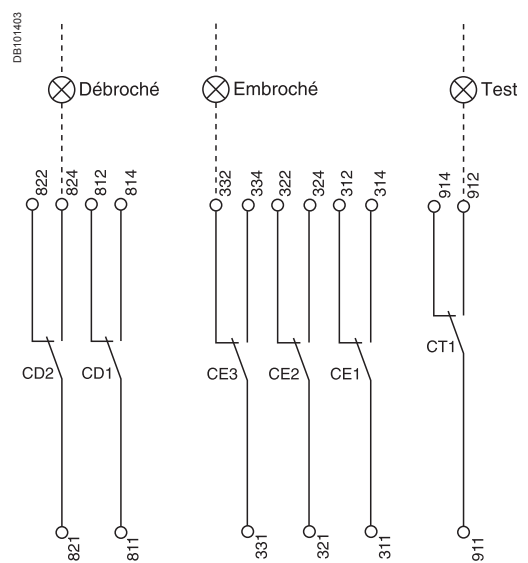 DB101403
Débroché
Embroché
Test
822
824
812
814
332
334
322
324
312
314
914
912
CD2
CD1
CE3
CE2
CE1
CT1
821
811
331
321
311
911